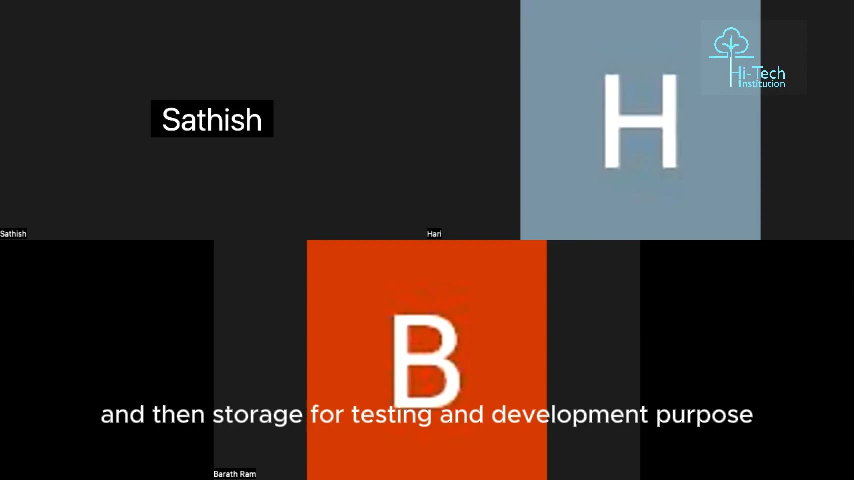 Sathish
H
Hi-Tech
Institution
Sathish
Hari
B
and then storage for testing and development purpose
Barath Ram